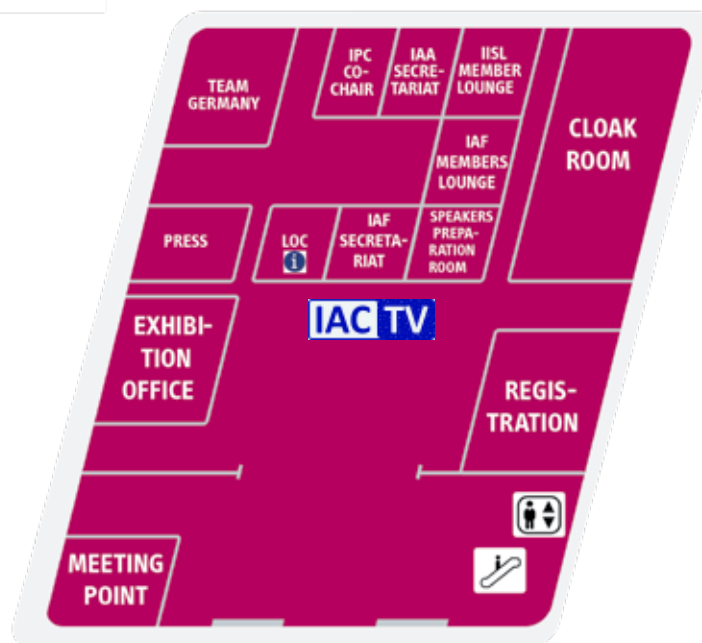 TEAM
GERMANY
IPC
CO-
CHAIR
IAA
SECRE-
TARIAT
IISL
MEMBER
LOUNGE
CLOAK
ROOM
IAF
MEMBERS
LOUNGE
PRESS
LOC
i
IAF
SECRETA-
RIAT
SPEAKERS
PREPA-
RATION
ROOM
IAC TV
EXHIBI-
TION
OFFICE
REGIS-
TRATION
MEETING
POINT